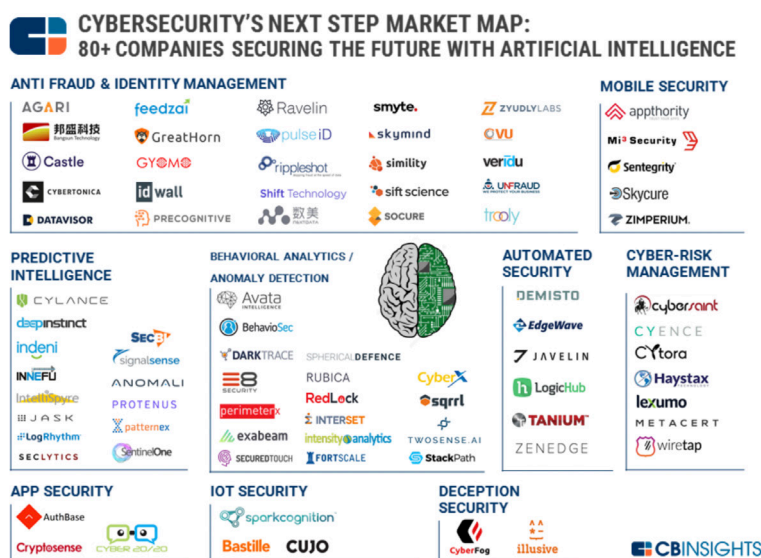 CYBERSECURITY'S NEXT STEP MARKET MAP:
80+ COMPANIES SECURING THE FUTURE WITH ARTIFICIAL INTELLIGENCE
ANTI FRAUD & IDENTITY MANAGEMENT
AGARI
feedzai
Ravelin
smyte.
ZYUDLYLABS
邦盛科技
GreatHorn
pulse iD
skymind
VU
Castle
GYOMO
rippleshot
simility
veridu
CYBERTONICA
idwall
Shift Technology
sift science
UNFRAUD
DATAVISOR
PRECOGNITIVE
数美
SOCURE
trooly
MOBILE SECURITY
appthority
Mi3 Security
Sentegrity
Skycure
ZIMPERIUM.
PREDICTIVE
INTELLIGENCE
CYLANCE
deepinstinct
indeni
INNEFU
IntelliSpyre
JASK
LogRhythm
SECLYTICS
SECBI
signalsense
ANOMALI
PROTENUS
patternex
SentinelOne
BEHAVIORAL ANALYTICS /
ANOMALY DETECTION
Avata
INTELLIGENCE
BehavioSec
DARKTRACE
SPHERICALDEFENCE
E8
SECURITY
RUBICA
CyberX
perimeterx
RedLock
sqrrl
exabeam
INTERSET
intensity analytics
TWOSENSE.AI
SECUREDTOUCH
FORTSCALE
StackPath
AUTOMATED
SECURITY
DEMISTO
EdgeWave
JAVELIN
LogicHub
TANIUM
ZENEDGE
CYBER-RISK
MANAGEMENT
cybersaint
CYENCE
CYtora
Haystax
lexumo
METACERT
wiretap
APP SECURITY
AuthBase
Cryptosense
CYBER 20/20
IOT SECURITY
sparkcognition
Bastille
CUJO
DECEPTION
SECURITY
CyberFog
illusive
CBINSIGHTS